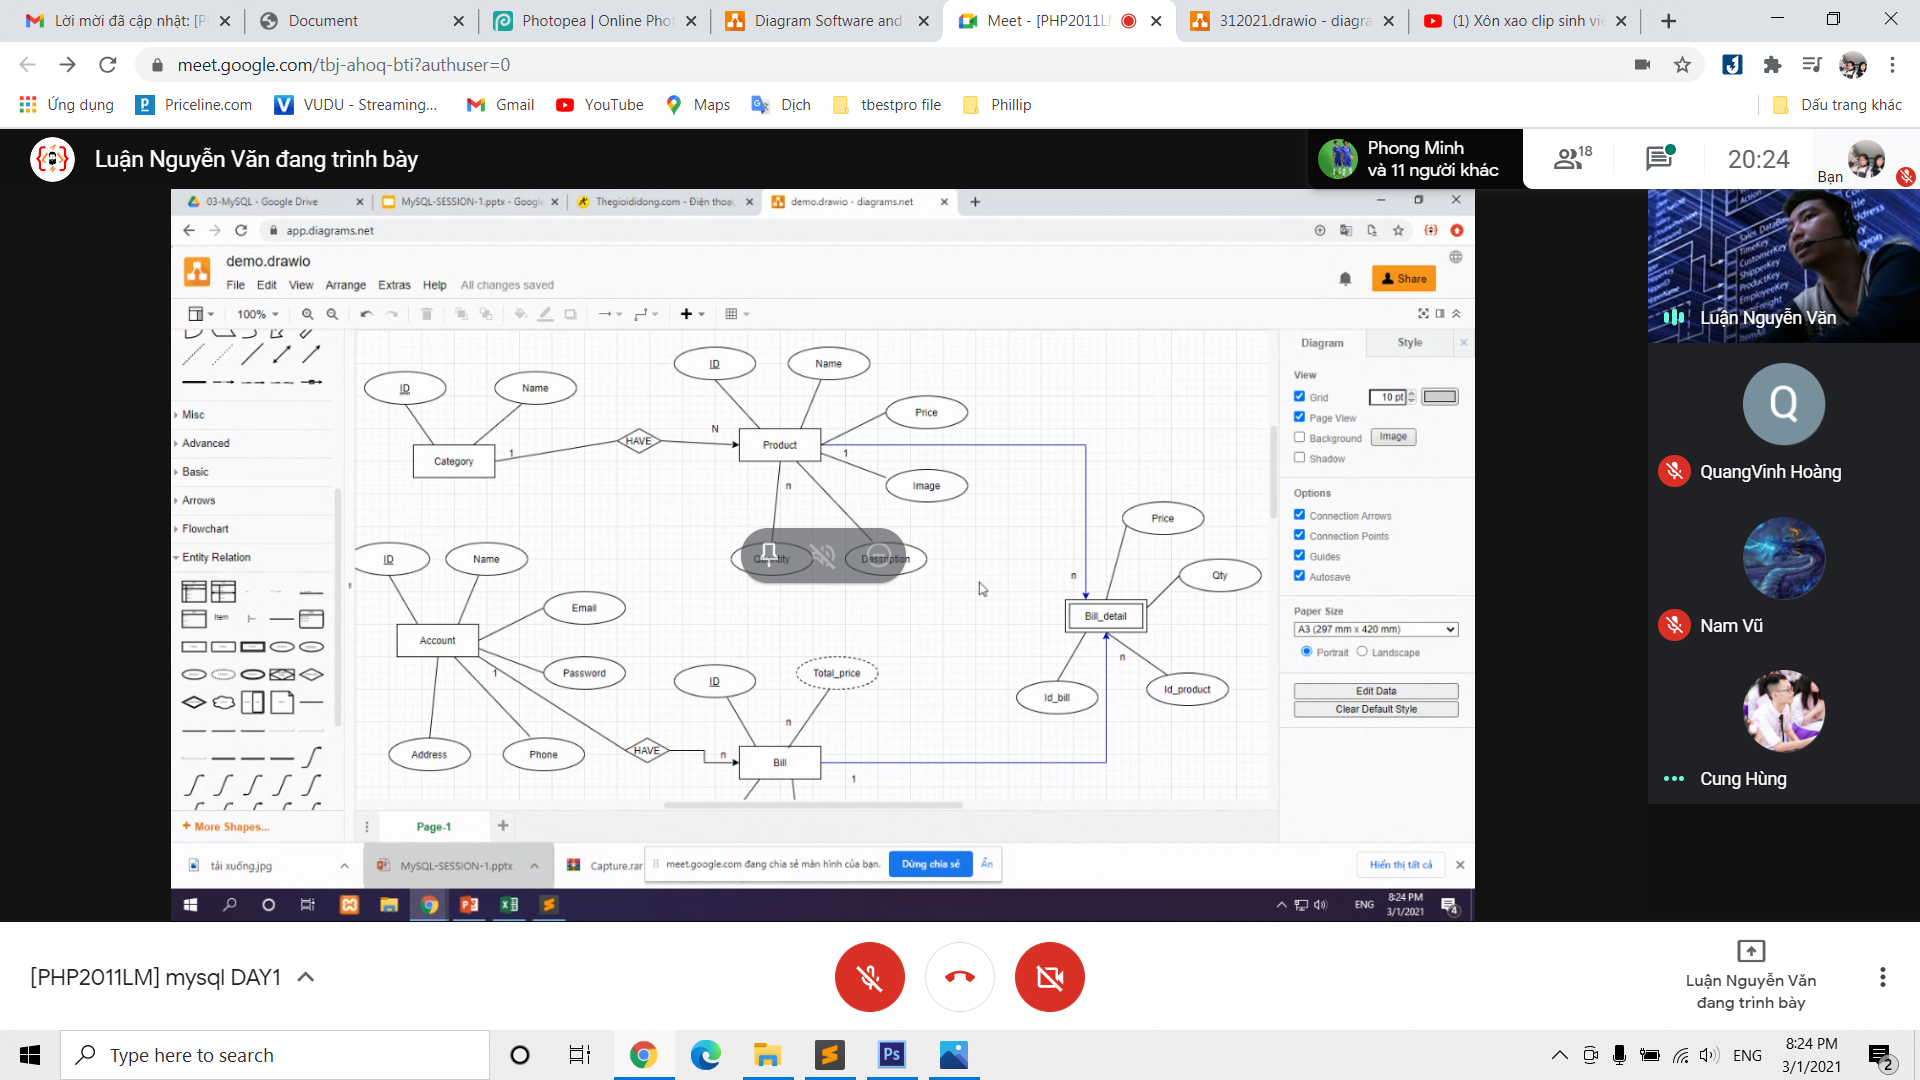 Lời mời đã cập nhật: [P
Document
Photopea | Online Phot
Diagram Software and
Meet - [PHP2011LM
312021.drawio - diagra
(1) Xôn xao clip sinh viê
meet.google.com/tbj-ahoq-bti?authuser=0
Ứng dụng
Priceline.com
VUDU - Streaming...
Gmail
YouTube
Maps
Dịch
tbestpro file
Phillip
Dấu trang khác
Luận Nguyễn Văn đang trình bày
Phong Minh
và 11 người khác
18
20:24
Bạn
03-MySQL - Google Drive
MySQL-SESSION-1.pptx - Google
Thegioididong.com - Điện thoại,
demo.drawio - diagrams.net
app.diagrams.net
demo.drawio
File Edit View Arrange Extras Help All changes saved
Share
100%
Diagram
Style
Misc
Advanced
Basic
Arrows
Flowchart
Entity Relation
Item
More Shapes...
ID
Name
Category
1
HAVE
N
ID
Name
Product
Price
1
Image
n
Quantity
Description
ID
Name
Email
Account
Password
1
Address
Phone
HAVE
n
ID
Total_price
n
Bill
1
Price
Qty
n
Bill_detail
n
Id_bill
Id_product
n
View
Grid
10 pt
Page View
Background
Image
Shadow
Options
Connection Arrows
Connection Points
Guides
Autosave
Paper Size
A3 (297 mm x 420 mm)
Portrait
Landscape
Edit Data
Clear Default Style
Page-1
tải xuống.jpg
MySQL-SESSION-1.pptx
Capture.rar
meet.google.com đang chia sẻ màn hình của bạn.
Dừng chia sẻ
Ẩn
Hiển thị tất cả
ENG
8:24 PM
3/1/2021
4
Luận Nguyễn Văn
Q
QuangVinh Hoàng
Nam Vũ
Cung Hùng
[PHP2011LM] mysql DAY1
Luận Nguyễn Văn
đang trình bày
Type here to search
Ps
ENG
8:24 PM
3/1/2021
2